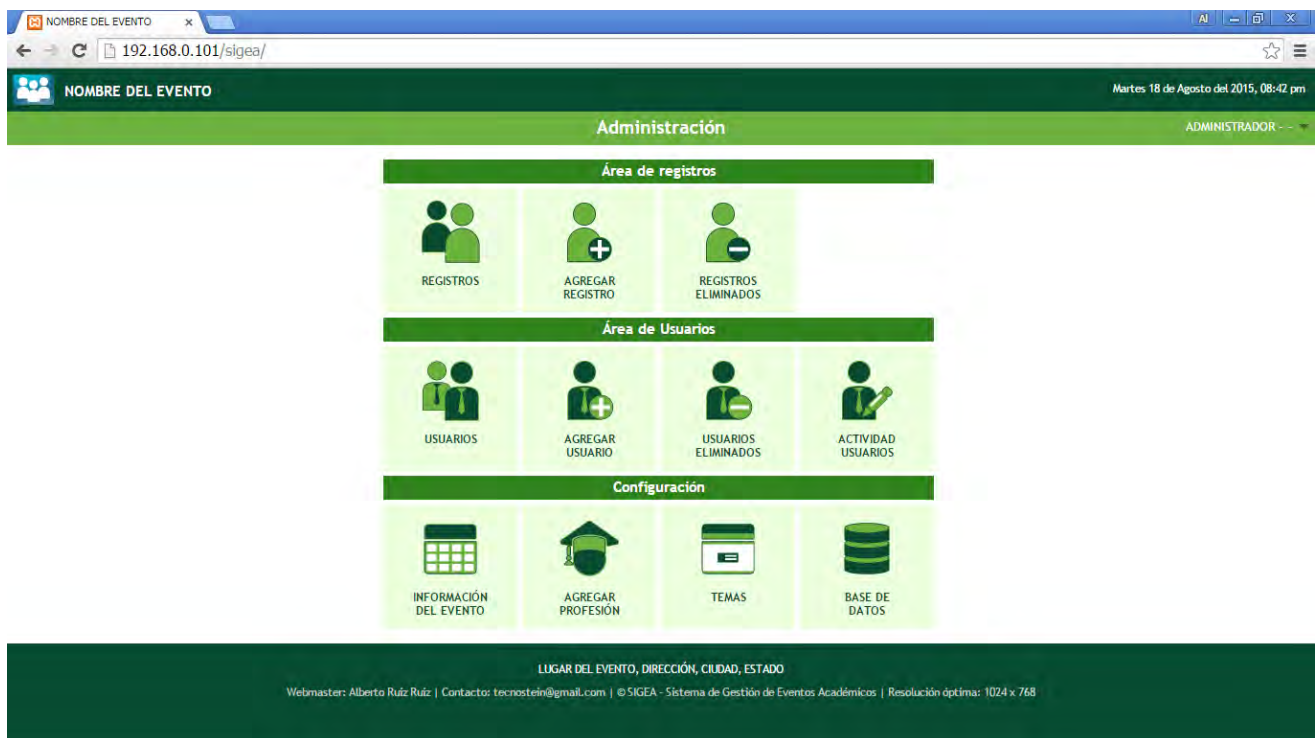 NOMBRE DEL EVENTO x
Al
192.168.0.101/sigea/
NOMBRE DEL EVENTO
Martes 18 de Agosto del 2015, 08:42 pm
Administración
ADMINISTRADOR - -
Área de registros
REGISTROS
AGREGAR
REGISTRO
REGISTROS
ELIMINADOS
Área de Usuarios
USUARIOS
AGREGAR
USUARIO
USUARIOS
ELIMINADOS
ACTIVIDAD
USUARIOS
Configuración
INFORMACIÓN
DEL EVENTO
AGREGAR
PROFESIÓN
TEMAS
BASE DE
DATOS
LUGAR DEL EVENTO, DIRECCIÓN, CIUDAD, ESTADO
Webmaster: Alberto Ruiz Ruiz | Contacto: tecnostein@gmail.com | © SIGEA - Sistema de Gestión de Eventos Académicos | Resolución óptima: 1024 x 768